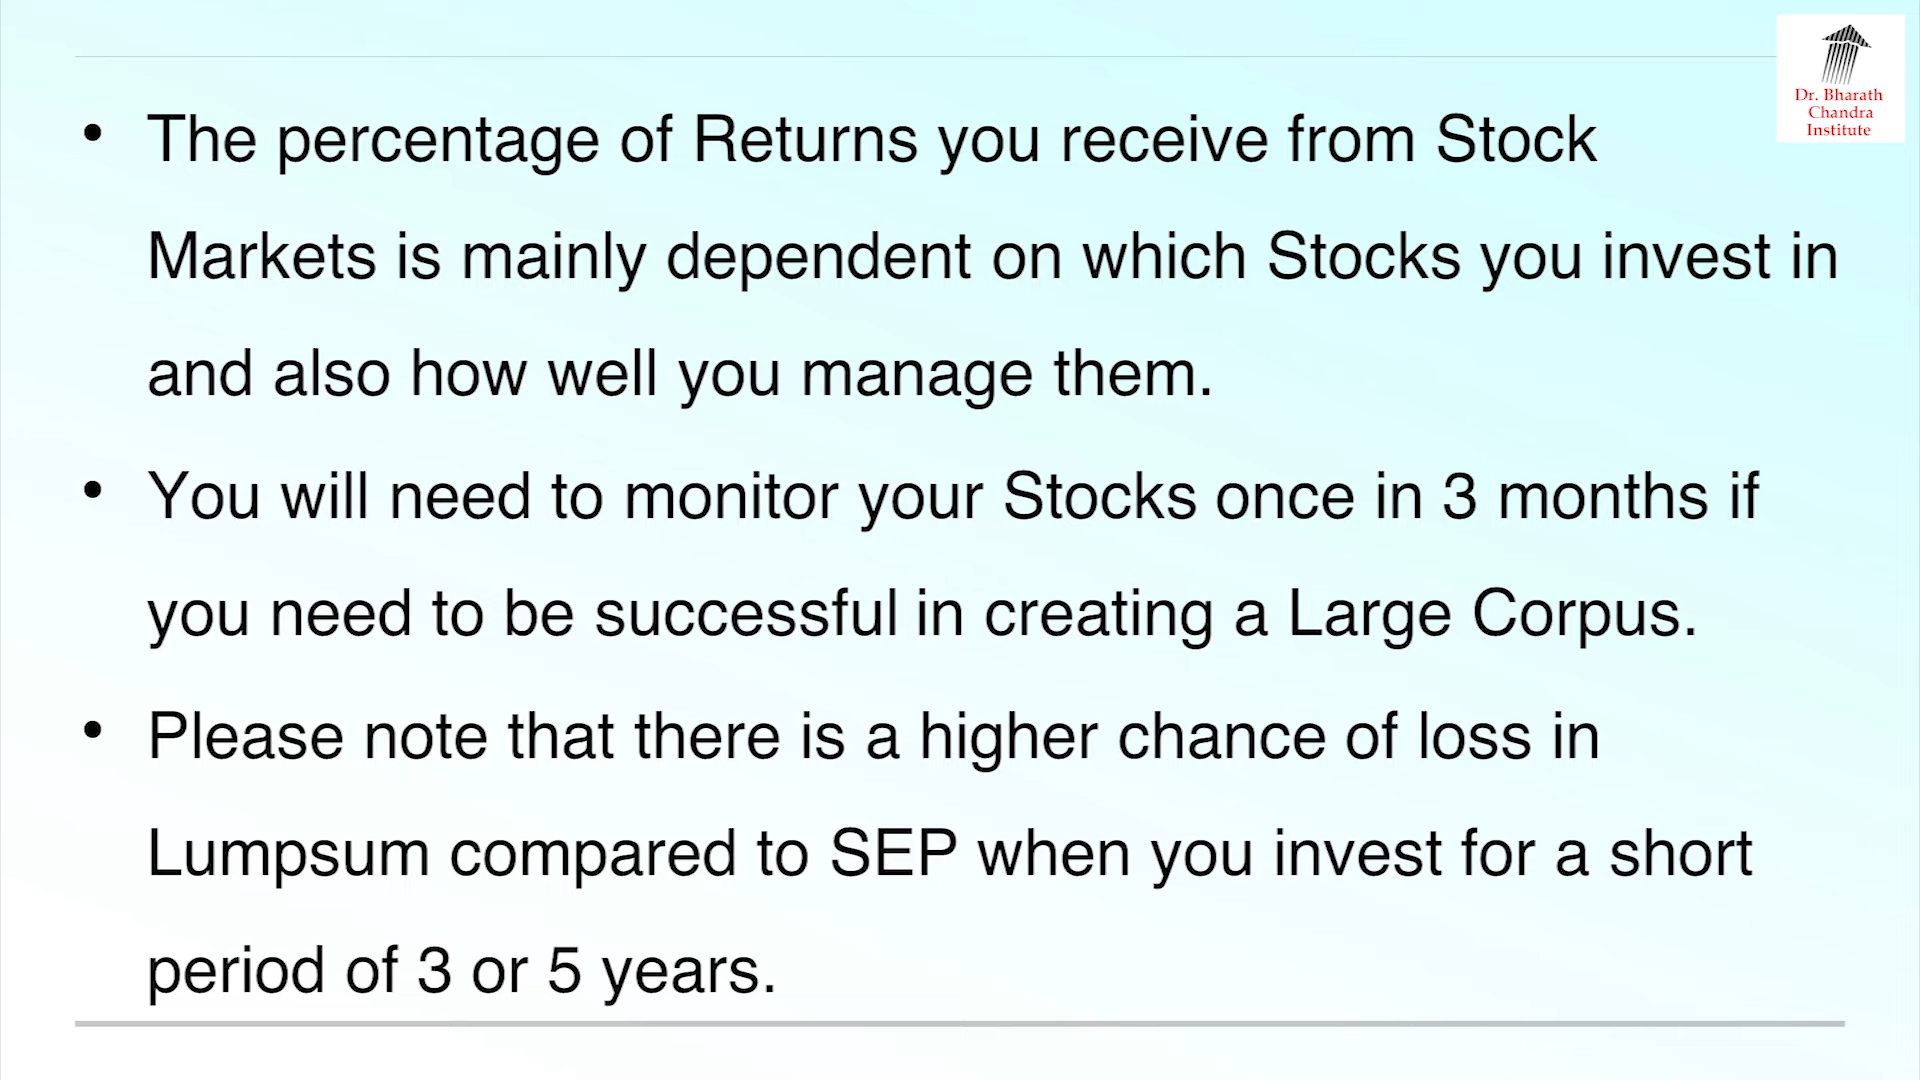 Dr. Bharath
Chandra
Institute
• The percentage of Returns you receive from Stock
Markets is mainly dependent on which Stocks you invest in
and also how well you manage them.
• You will need to monitor your Stocks once in 3 months if
you need to be successful in creating a Large Corpus.
• Please note that there is a higher chance of loss in
Lumpsum compared to SEP when you invest for a short
period of 3 or 5 years.